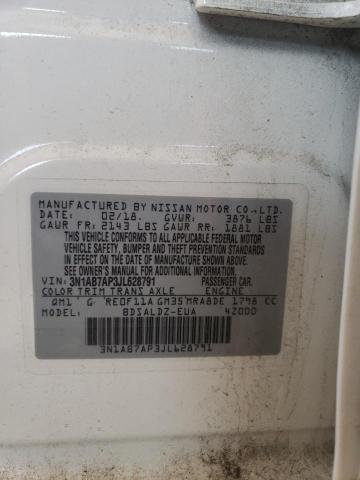 MANUFACTURED BY NISSAN MOTOR CO., LTD.
DATE: 02/18. GVWR: 3876 LBS
GAWR FR: 2143 LBS GAWR RR: 1881 LBS
THIS VEHICLE CONFORMS TO ALL APPLICABLE FEDERAL MOTOR
VEHICLE SAFETY, BUMPER AND THEFT PREVENTION STANDARDS
IN EFFECT ON THE DATE OF MANUFACTURE SHOWN ABOVE.
SEE OWNER'S MANUAL FOR LOADING INFORMATION.
VIN: 3N1AB7AP3JL628791 PASSENGER CAR.
COLOR TRIM TRANS AXLE ENGINE
QM1 G RE0F11A GM35 MRA8DE 1798 CC
MODEL: BDSALDZ-EUA 42000
3N1AB7AP3JL628791